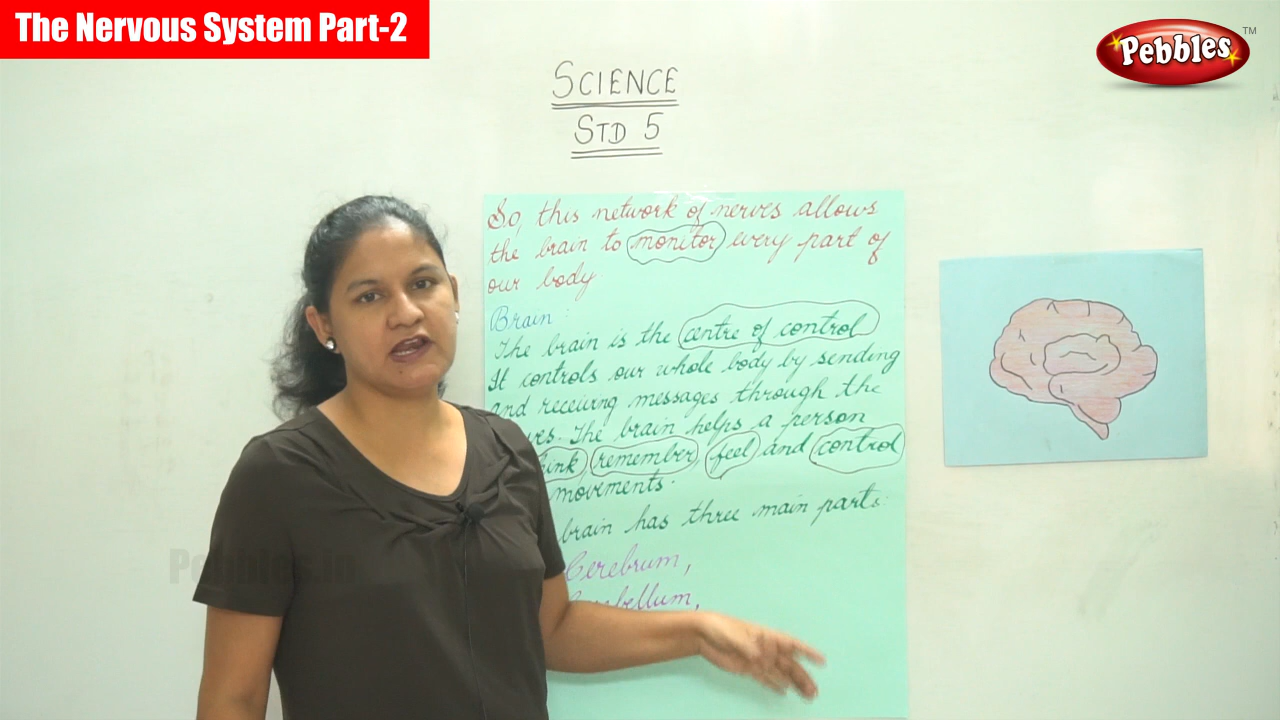 The Nervous System Part-2
Pebbles TM
SCIENCE
STD 5
So, this network of nerves allows
the brain to monitor every part of
our body.
Brain:
The brain is the centre of control
It controls our whole body by sending
and receiving messages through the
The brain helps a person
remember feel and control
movements.
brain has three main parts:
Cerebrum,
Pebbles.in